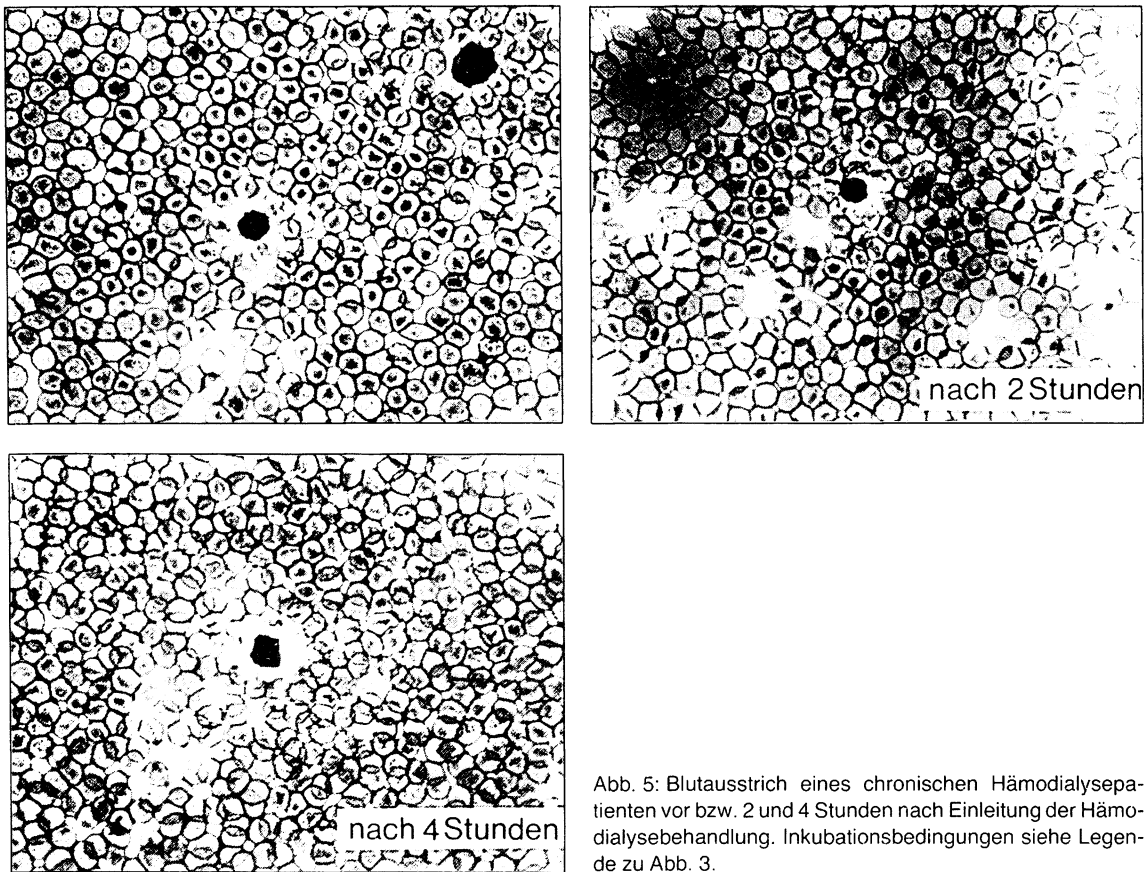 nach 2 Stunden
nach 4 Stunden
Abb. 5: Blutausstrich eines chronischen Hämodialysepa-
tienten vor bzw. 2 und 4 Stunden nach Einleitung der Hämo-
dialysebehandlung. Inkubationsbedingungen siehe Legen-
de zu Abb. 3.